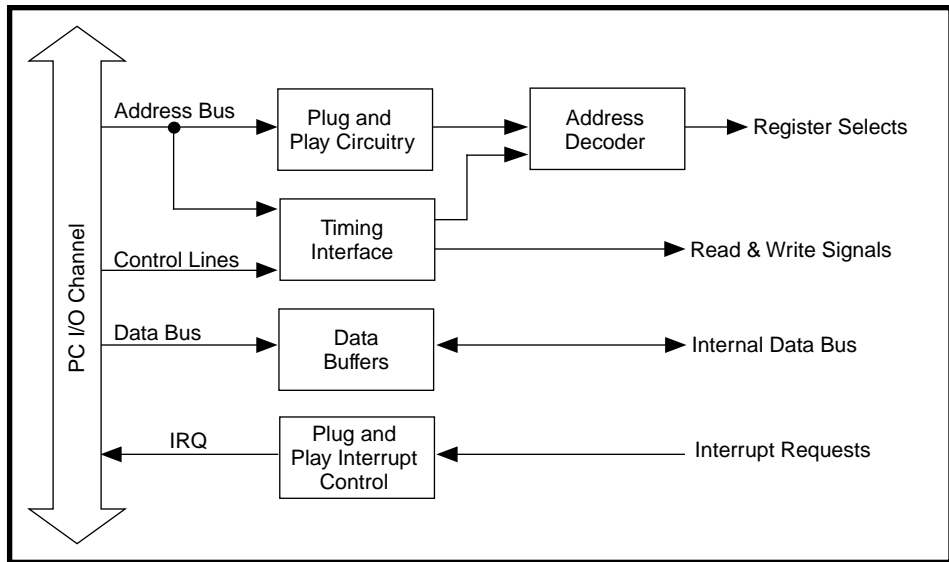 Address Bus
Plug and
Play Circuitry
Address
Decoder
Register Selects
Timing
Interface
Control Lines
Read & Write Signals
PC I/O Channel
Data Bus
Data
Buffers
Internal Data Bus
IRQ
Plug and
Play Interrupt
Control
Interrupt Requests